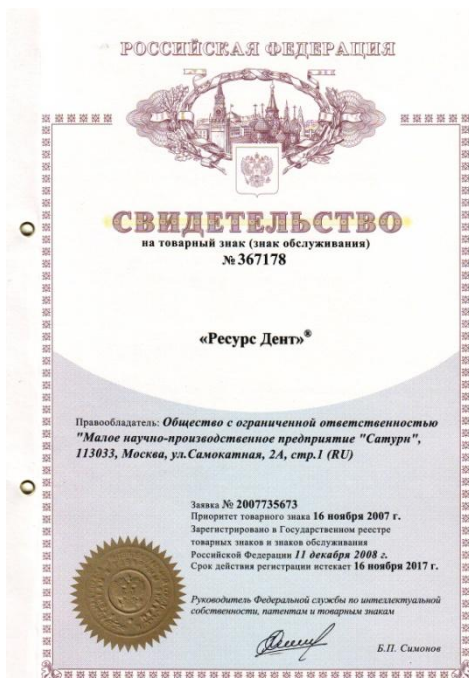 РОССИЙСКАЯ ФЕДЕРАЦИЯ
СВИДЕТЕЛЬСТВО
на товарный знак (знак обслуживания)
№ 367178
«Ресурс Дент»®
Правообладатель: Общество с ограниченной ответственностью
"Малое научно-производственное предприятие "Сатурн",
113033, Москва, ул.Самокатная, 2А, стр.1 (RU)
Заявка № 2007735673
Приоритет товарного знака 16 ноября 2007 г.
Зарегистрировано в Государственном реестре
товарных знаков и знаков обслуживания
Российской Федерации 11 декабря 2008 г.
Срок действия регистрации истекает 16 ноября 2017 г.
Руководитель Федеральной службы по интеллектуальной
собственности, патентам и товарным знакам
Б.П. Симонов